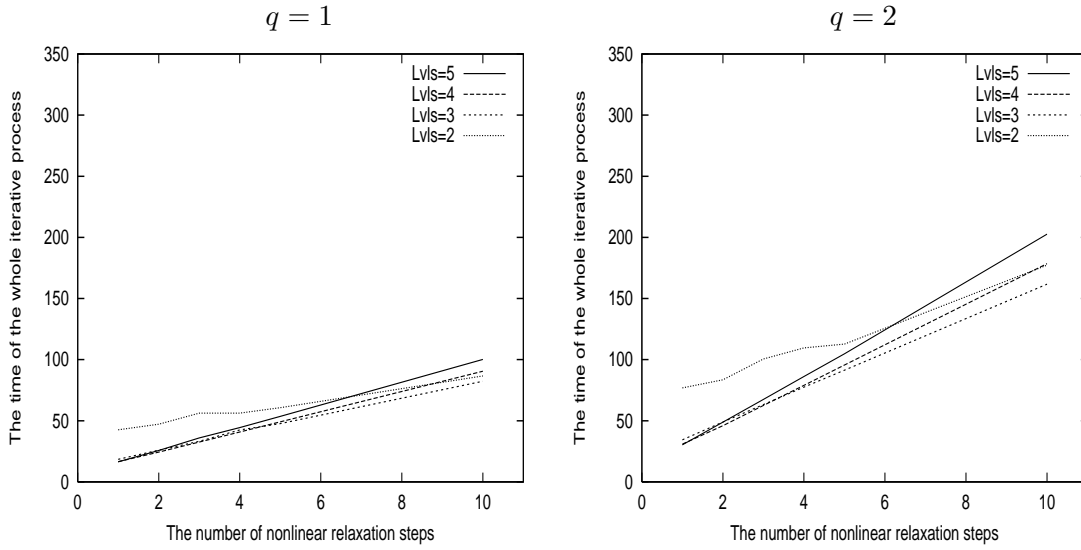 q = 1
The time of the whole iterative process
350
300
250
200
150
100
50
0
Lvls=5
Lvls=4
Lvls=3
Lvls=2
0 2 4 6 8 10
The number of nonlinear relaxation steps
q = 2
The time of the whole iterative process
350
300
250
200
150
100
50
0
Lvls=5
Lvls=4
Lvls=3
Lvls=2
0 2 4 6 8 10
The number of nonlinear relaxation steps